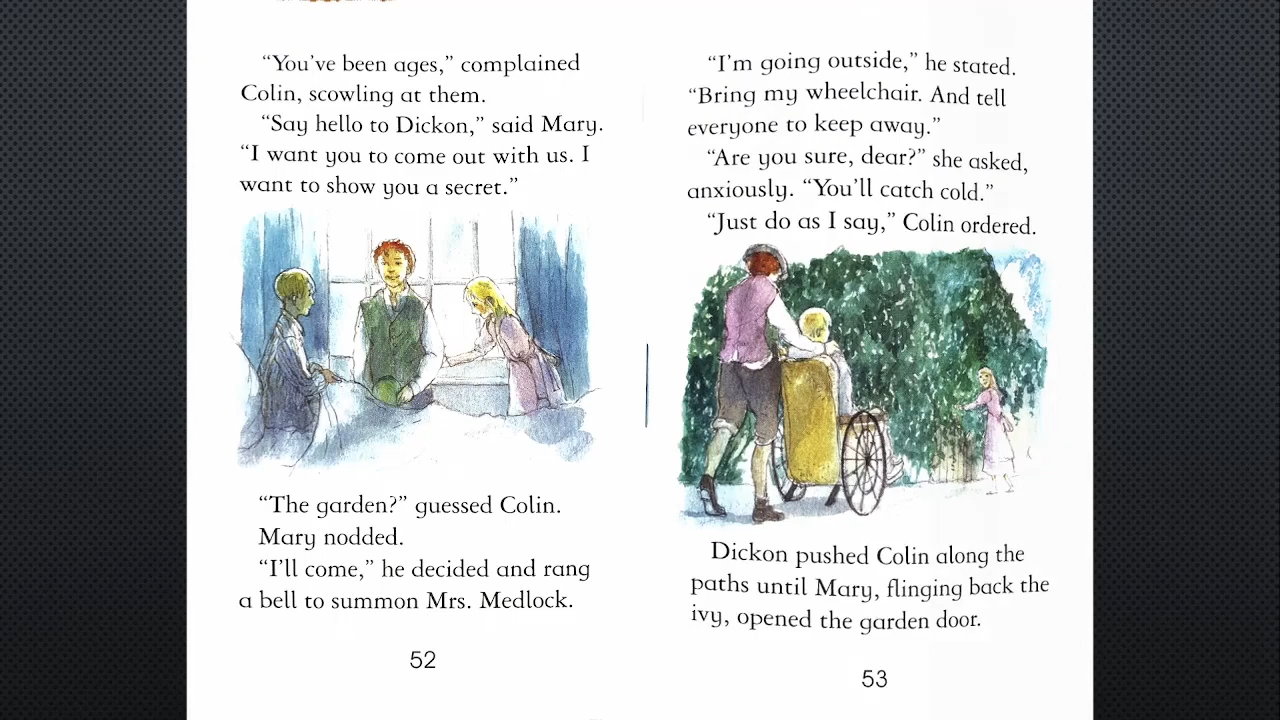 “You’ve been ages,” complained
Colin, scowling at them.
“Say hello to Dickon,” said Mary.
“I want you to come out with us. I
want to show you a secret.”
“The garden?” guessed Colin.
Mary nodded.
“I’ll come,” he decided and rang
a bell to summon Mrs. Medlock.
52
“I’m going outside,” he stated.
“Bring my wheelchair. And tell
everyone to keep away.”
“Are you sure, dear?” she asked,
anxiously. “You’ll catch cold.”
“Just do as I say,” Colin ordered.
Dickon pushed Colin along the
paths until Mary, flinging back the
ivy, opened the garden door.
53